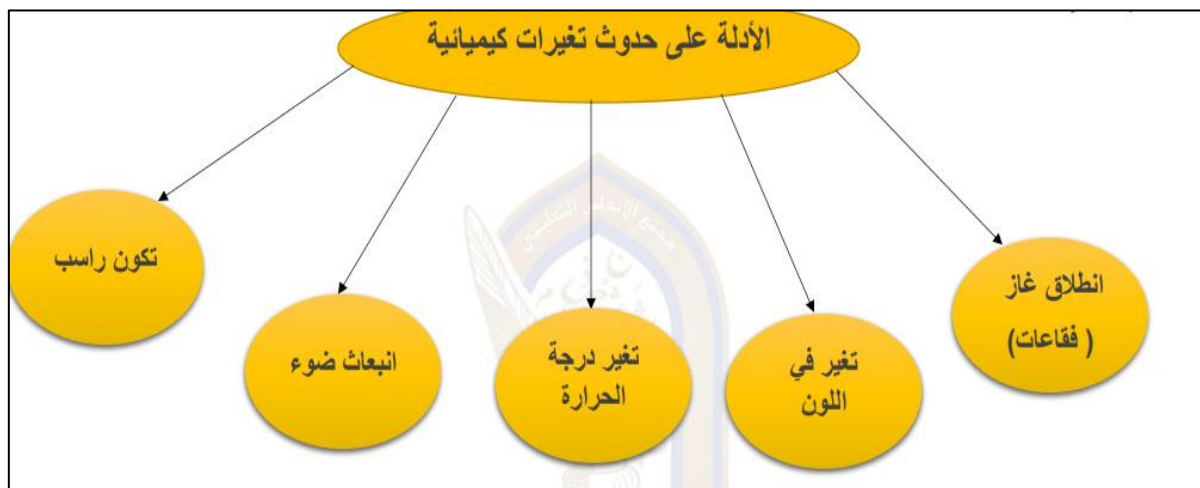 الأدلة على حدوث تغيرات كيميائية
انطلاق غاز
( فقاعات)
تغير في
اللون
تغير درجة
الحرارة
انبعاث ضوء
تكون راسب